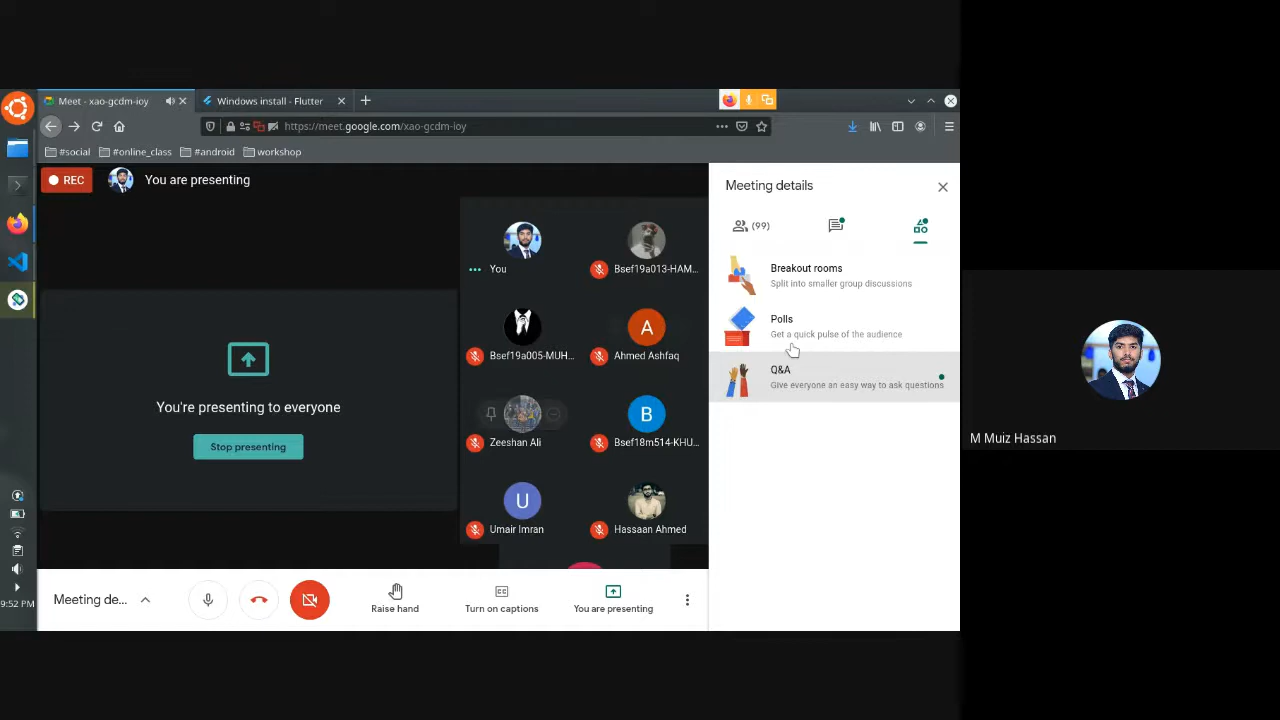 Meet - xao-gcdm-ioy
Windows install - Flutter
https://meet.google.com/xao-gcdm-ioy
#social
#online_class
#android
workshop
REC
You are presenting
You're presenting to everyone
Stop presenting
You
Bsef19a013-HAM...
Bsef19a005-MUH...
A
Ahmed Ashfaq
Zeeshan Ali
B
Bsef18m514-KHU...
U
Umair Imran
Hassaan Ahmed
Meeting details
(99)
Breakout rooms
Split into smaller group discussions
Polls
Get a quick pulse of the audience
Q&A
Give everyone an easy way to ask questions
M Muiz Hassan
9:52 PM
Meeting de...
CC
Raise hand
Turn on captions
You are presenting